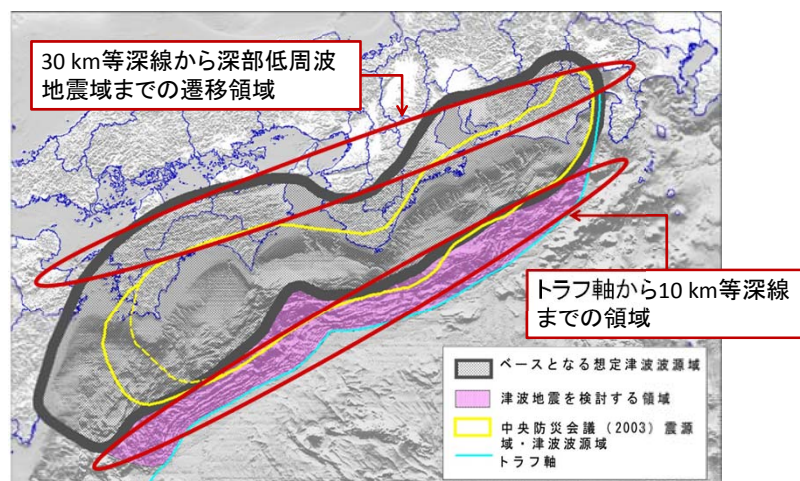 30 km等深線から深部低周波
地震域までの遷移領域
トラフ軸から10 km等深線
までの領域
ベースとなる想定津波波源域
津波地震を検討する領域
中央防災会議（2003）震源
域・津波波源域
トラフ軸